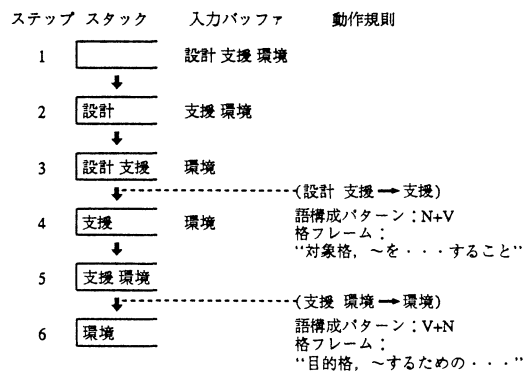 ステップ スタック 入力バッファ 動作規則
1 設計 支援 環境
2 設計 支援 環境
3 設計 支援 環境
(設計 支援 → 支援)
4 支援 環境 語構成パターン:N+V
格フレーム:
“対象格, 〜を・・・すること”
5 支援 環境
(支援 環境 → 環境)
6 環境 語構成パターン:V+N
格フレーム:
“目的格, 〜するための・・・”